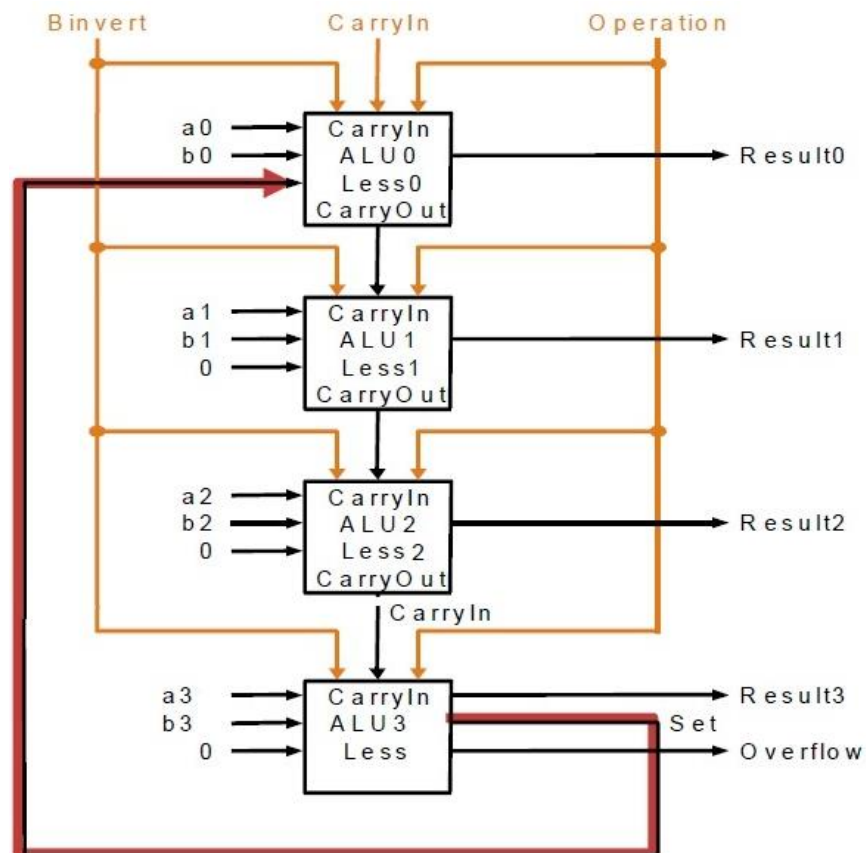 Binvert CarryIn Operation
a0 CarryIn
b0 ALU0 Result0
Less0
CarryOut
a1 CarryIn
b1 ALU1 Result1
0 Less1
CarryOut
a2 CarryIn
b2 ALU2 Result2
0 Less2
CarryOut
CarryIn
a3 CarryIn Result3
b3 ALU3 Set
0 Less Overflow